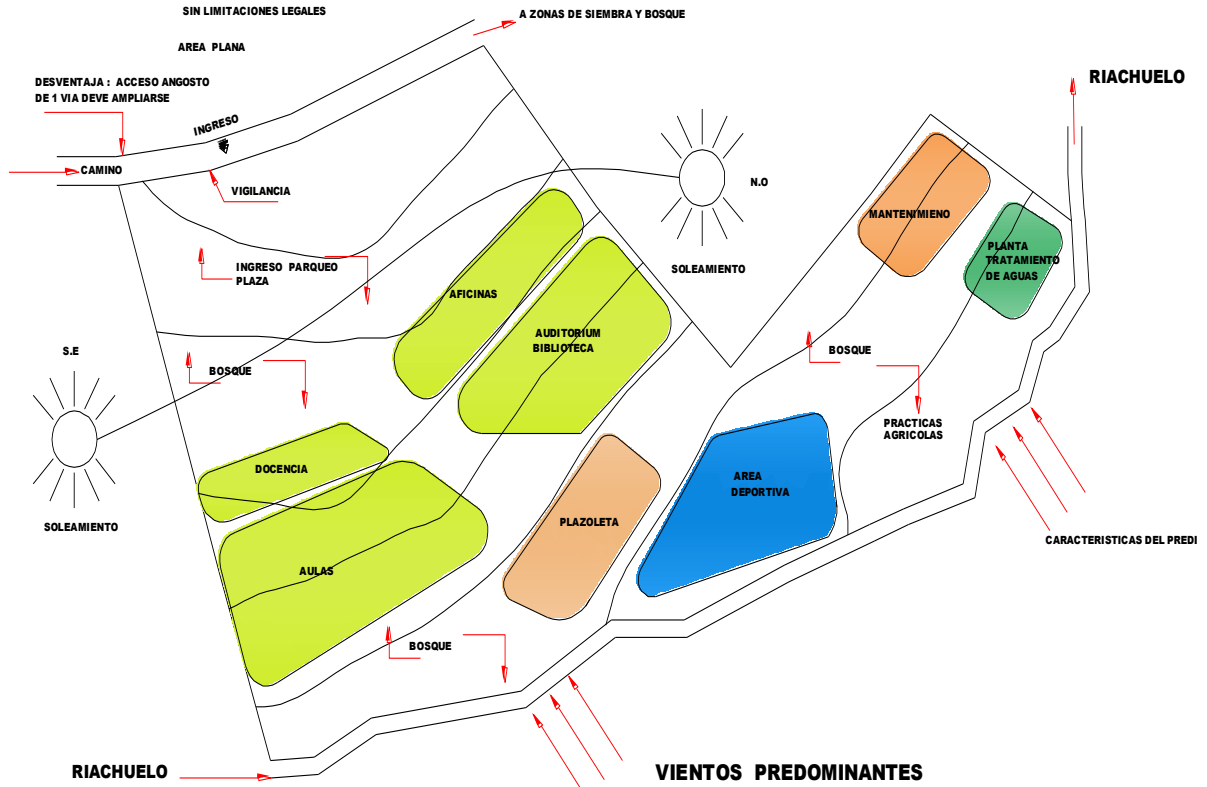 SIN LIMITACIONES LEGALES
A ZONAS DE SIEMBRA Y BOSQUE
AREA PLANA
DESVENTAJA : ACCESO ANGOSTO
DE 1 VIA DEVE AMPLIARSE
RIACHUELO
INGRESO
CAMINO
VIGILANCIA
N.O
MANTENIMIENO
PLANTA
TRATAMIENTO
DE AGUAS
INGRESO PARQUEO
PLAZA
SOLEAMIENTO
AFICINAS
AUDITORIUM
BIBLIOTECA
S.E
BOSQUE
BOSQUE
PRACTICAS
AGRICOLAS
DOCENCIA
AREA
DEPORTIVA
SOLEAMIENTO
PLAZOLETA
CARACTERISTICAS DEL PREDI
AULAS
BOSQUE
RIACHUELO
VIENTOS PREDOMINANTES